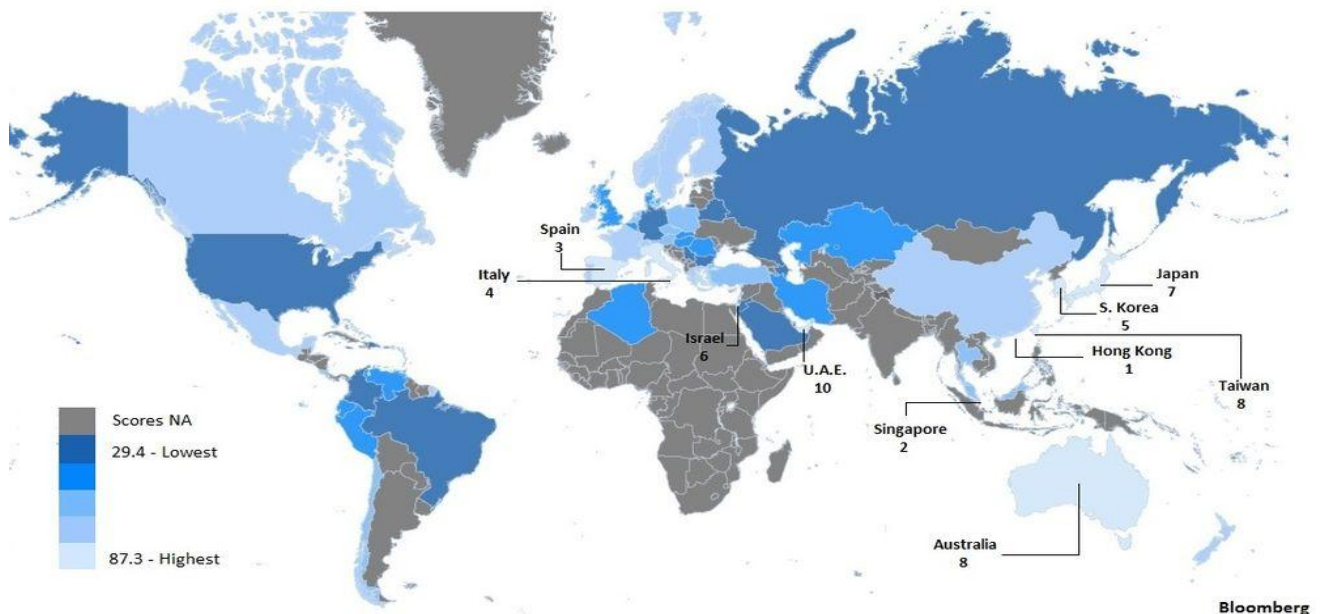 Spain
3
Italy
4
Israel
6
U.A.E.
10
Japan
7
S. Korea
5
Hong Kong
1
Taiwan
8
Singapore
2
Australia
8
Scores NA
29.4 - Lowest
87.3 - Highest
Bloomberg